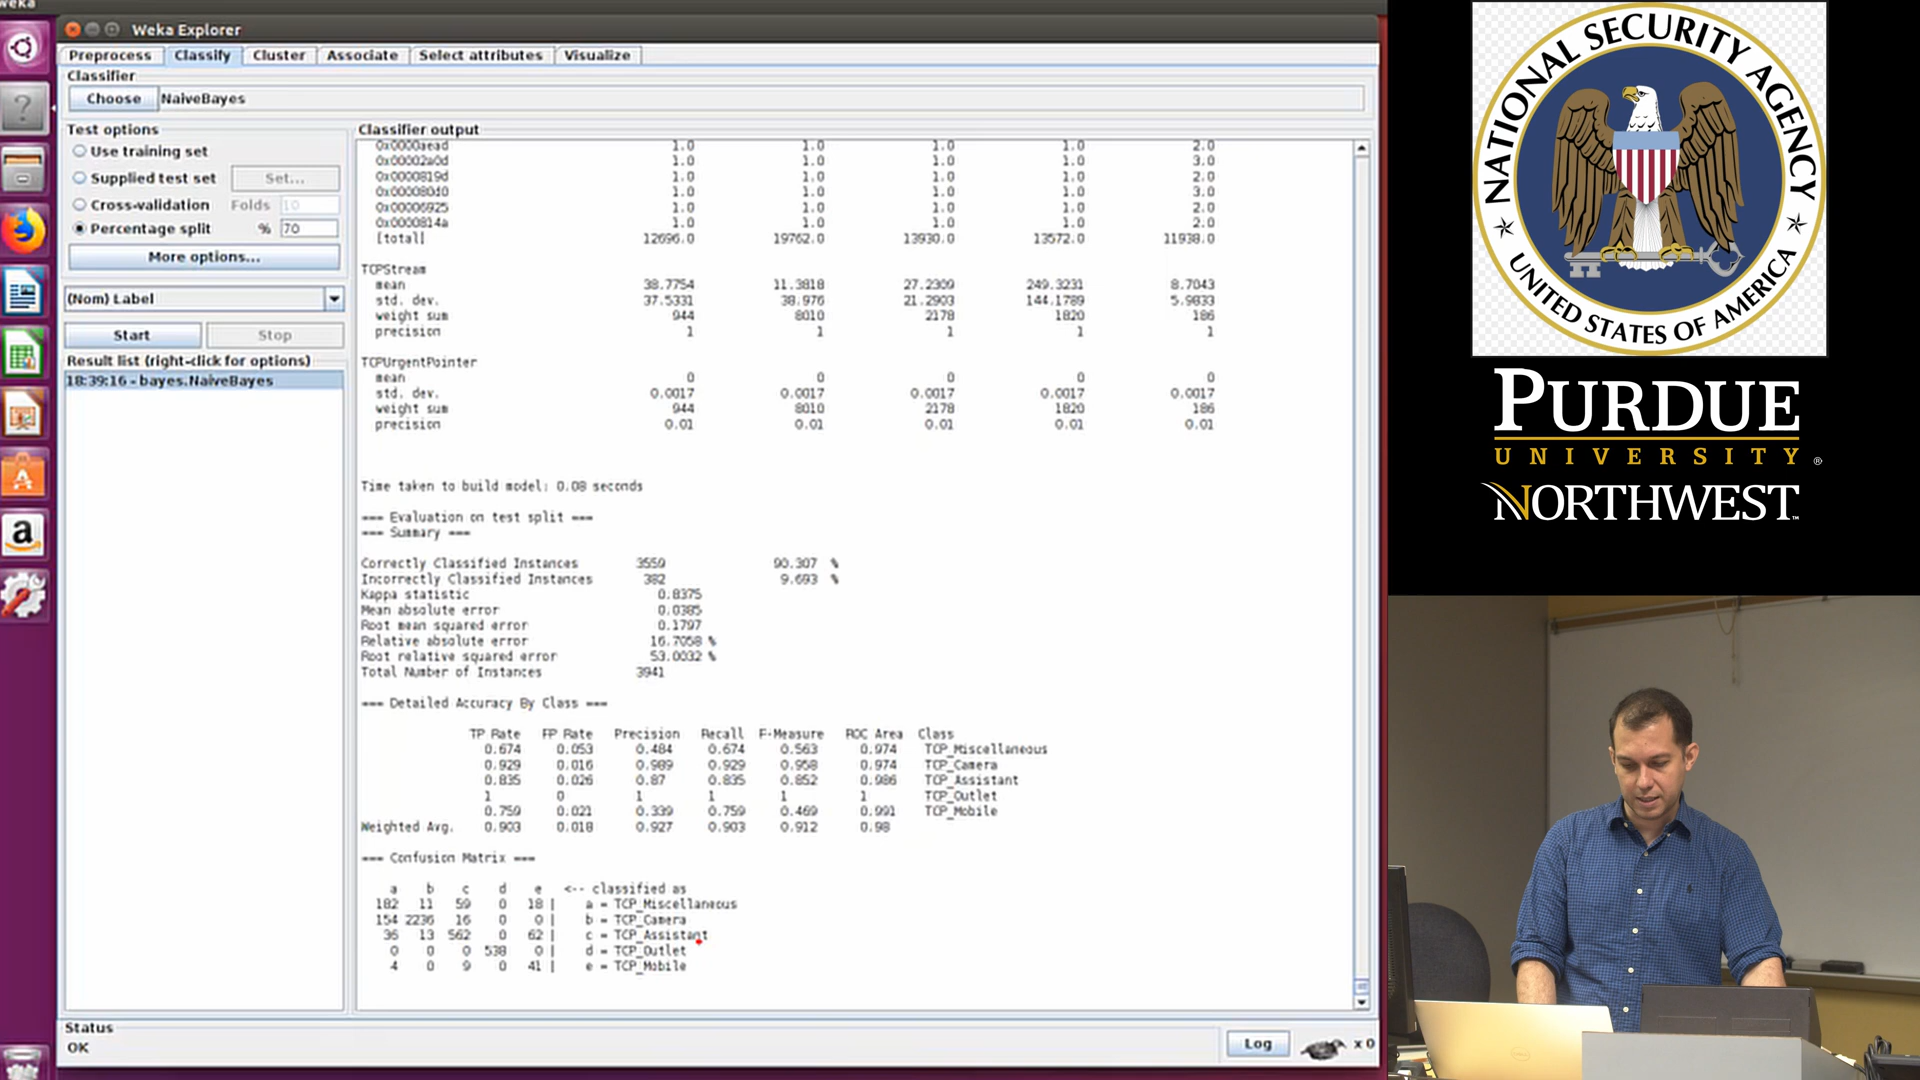 weka
Weka Explorer
Preprocess Classify Cluster Associate Select attributes Visualize
Classifier
Choose NaiveBayes
Test options
Use training set
Supplied test set Set...
Cross-validation Folds 10
Percentage split % 70
More options...
(Nom) Label
Start Stop
Result list (right-click for options)
18:39:16 - bayes.NaiveBayes
Classifier output
0x0000aead 1.0 1.0 1.0 1.0 2.0
0x00002a0d 1.0 1.0 1.0 1.0 3.0
0x0000819d 1.0 1.0 1.0 1.0 2.0
0x000080d0 1.0 1.0 1.0 1.0 3.0
0x00006925 1.0 1.0 1.0 1.0 2.0
0x0000814a 1.0 1.0 1.0 1.0 2.0
[total] 12696.0 19762.0 13930.0 13572.0 11938.0
TCPStream
mean 38.7754 11.3818 27.2309 249.3231 8.7043
std. dev. 37.5331 38.976 21.2903 144.1789 5.9833
weight sum 944 8010 2178 1820 186
precision 1 1 1 1 1
TCPUrgentPointer
mean 0 0 0 0 0
std. dev. 0.0017 0.0017 0.0017 0.0017 0.0017
weight sum 944 8010 2178 1820 186
precision 0.01 0.01 0.01 0.01 0.01
Time taken to build model: 0.08 seconds
=== Evaluation on test split ===
=== Summary ===
Correctly Classified Instances 3559 90.307 %
Incorrectly Classified Instances 382 9.693 %
Kappa statistic 0.8375
Mean absolute error 0.0385
Root mean squared error 0.1797
Relative absolute error 16.7058 %
Root relative squared error 53.0032 %
Total Number of Instances 3941
=== Detailed Accuracy By Class ===
TP Rate FP Rate Precision Recall F-Measure ROC Area Class
0.674 0.053 0.484 0.674 0.563 0.974 TCP_Miscellaneous
0.929 0.016 0.989 0.929 0.958 0.974 TCP_Camera
0.835 0.026 0.87 0.835 0.852 0.986 TCP_Assistant
1 0 1 1 1 1 TCP_Outlet
0.759 0.021 0.339 0.759 0.469 0.991 TCP_Mobile
Weighted Avg. 0.903 0.018 0.927 0.903 0.912 0.98
=== Confusion Matrix ===
a b c d e <-- classified as
182 11 59 0 18 | a = TCP_Miscellaneous
154 2236 16 0 0 | b = TCP_Camera
36 13 562 0 62 | c = TCP_Assistant
0 0 0 538 0 | d = TCP_Outlet
4 0 9 0 41 | e = TCP_Mobile
Status
OK
Log x 0
NATIONAL SECURITY AGENCY
UNITED STATES OF AMERICA
PURDUE
UNIVERSITY®
NORTHWEST™